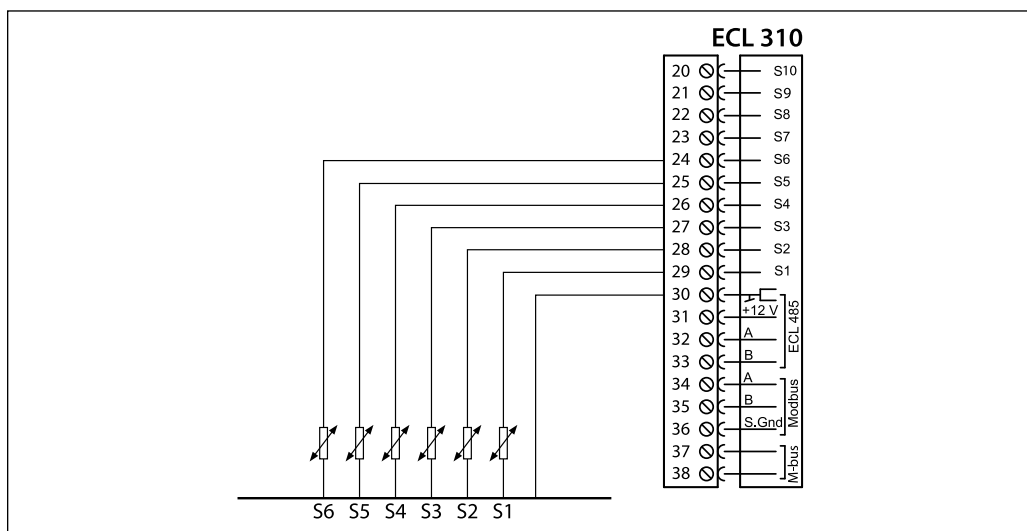 ECL 310
20 S10
21 S9
22 S8
23 S7
24 S6
25 S5
26 S4
27 S3
28 S2
29 S1
30
31 +12 V
32 A
33 B
ECL 485
34 A
35 B
36 S.Gnd
Modbus
37
38
M-bus
S6 S5 S4 S3 S2 S1